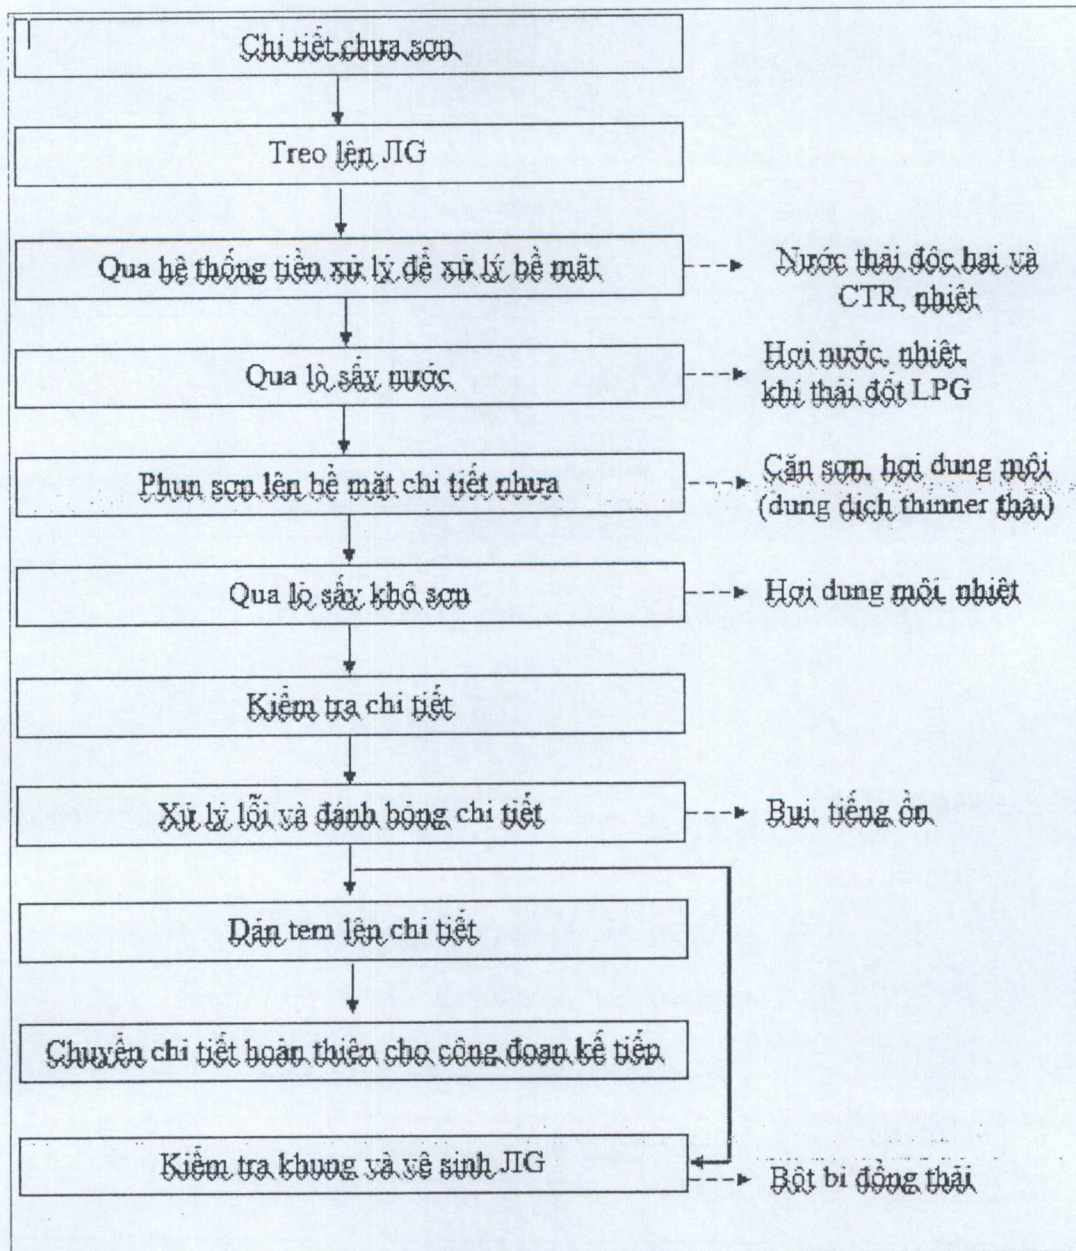 Chi tiết chưa sơn
Treo lên JIG
Qua hệ thống tiền xử lý để xử lý bề mặt
Nước thải độc hại và
CTR, nhiệt
Qua lò sấy nước
Hơi nước, nhiệt,
khí thải đốt LPG
Phun sơn lên bề mặt chi tiết nhựa
Cặn sơn, hơi dung môi
(dung dịch thinner thải)
Qua lò sấy khô sơn
Hơi dung môi, nhiệt
Kiểm tra chi tiết
Xử lý lỗi và đánh bóng chi tiết
Bụi, tiếng ồn
Dán tem lên chi tiết
Chuyển chi tiết hoàn thiện cho công đoạn kế tiếp
Kiểm tra khung và vệ sinh JIG
Bột bi đồng thải